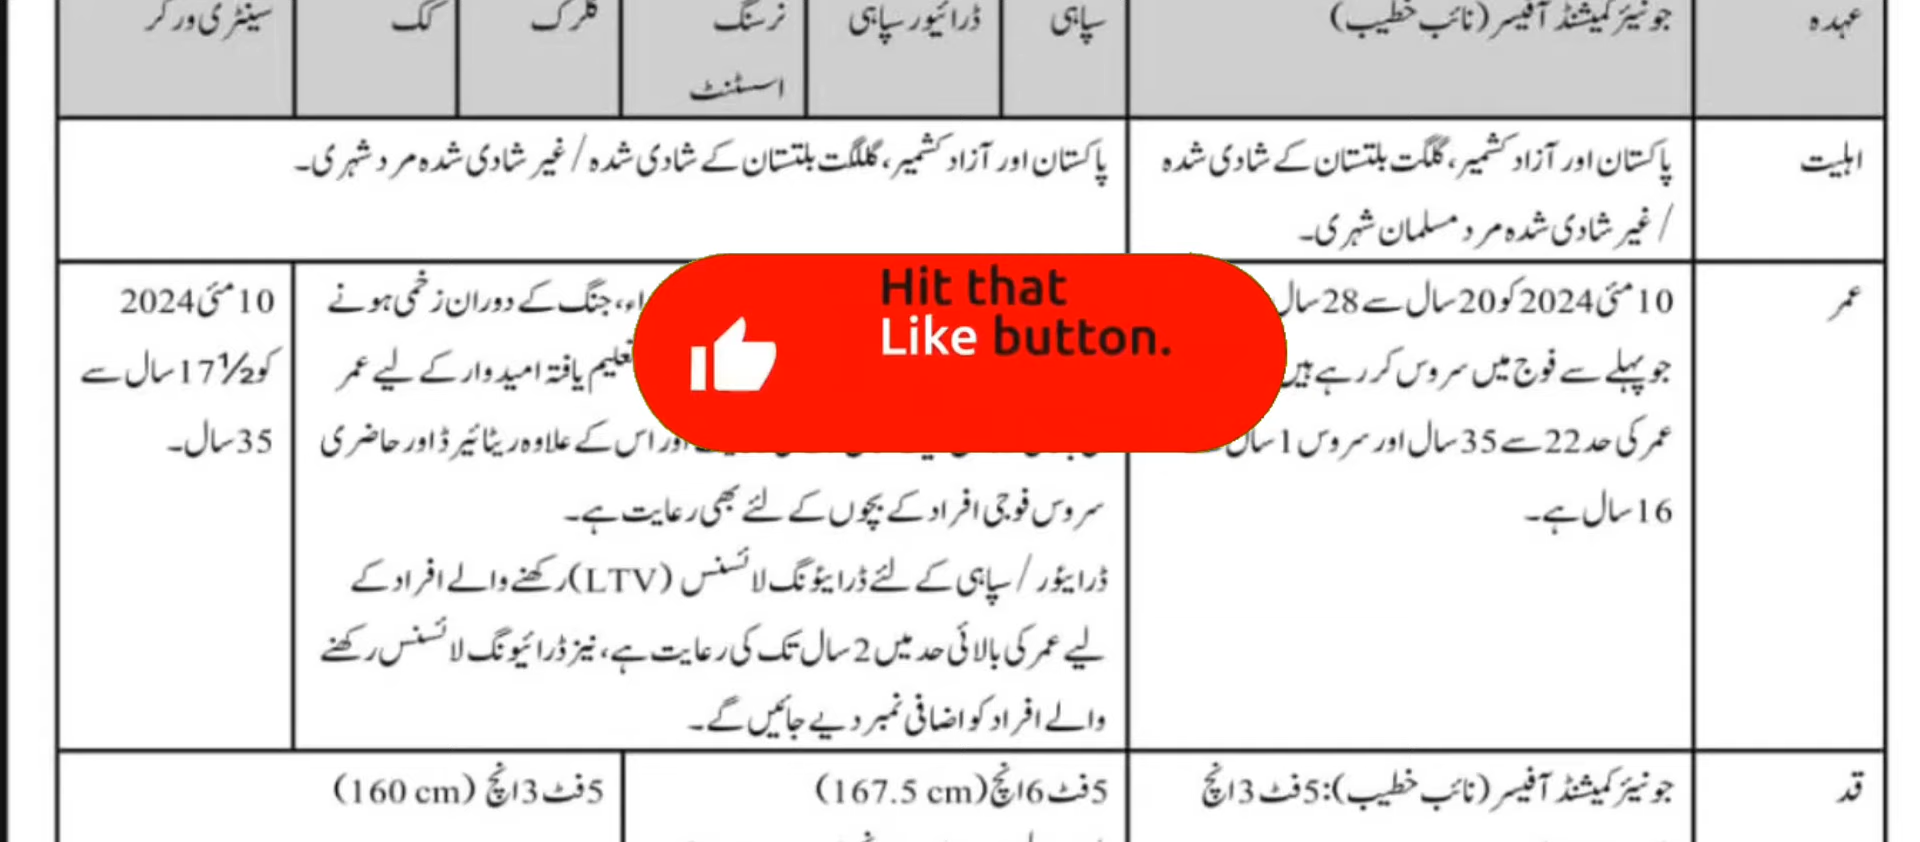 عہدہ
جونیئر کمیشنڈ آفیسر (نائب خطیب)
سپاہی
ڈرائیور سپاہی
نرسنگ
اسسٹنٹ
کلرک
کک
سینٹری ورکر
اہلیت
پاکستان اور آزاد کشمیر، گلگت بلتستان کے شادی شدہ
/ غیر شادی شدہ مرد مسلمان شہری۔
پاکستان اور آزاد کشمیر، گللگت بلتستان کے شادی شدہ / غیر شادی شدہ مرد شہری۔
عمر
10 مئی 2024 کو 20 سال سے 28 سال
جو پہلے سے فوج میں سروس کر رہے ہیں
عمر کی حد 22 سے 35 سال اور سروس 1 سال
16 سال ہے۔
جنگ کے دوران زخمی ہونے
تعلیم یافتہ امیدوار کے لیے عمر
اور اس کے علاوہ ریٹائیرڈ اور حاضری
سروس فوجی افراد کے بچوں کے لئے بھی رعایت ہے۔
ڈرایئور / سپاہی کے لئے ڈرایئونگ لائسنس (LTV) رکھنے والے افراد کے
لیے عمر کی بالائی حد میں 2 سال تک کی رعایت ہے، نیز ڈرائیونگ لائسنس رکھنے
والے افراد کو اضافی نمبر دیے جائیں گے۔
10 مئی 2024
کو 17½ سال سے
35 سال۔
Hit that
Like button.
قد
جونیئر کمیشنڈ آفیسر (نائب خطیب): 5 فٹ 3 انچ
5 فٹ 6 انچ (167.5 cm)
5 فٹ 3 انچ (160 cm)